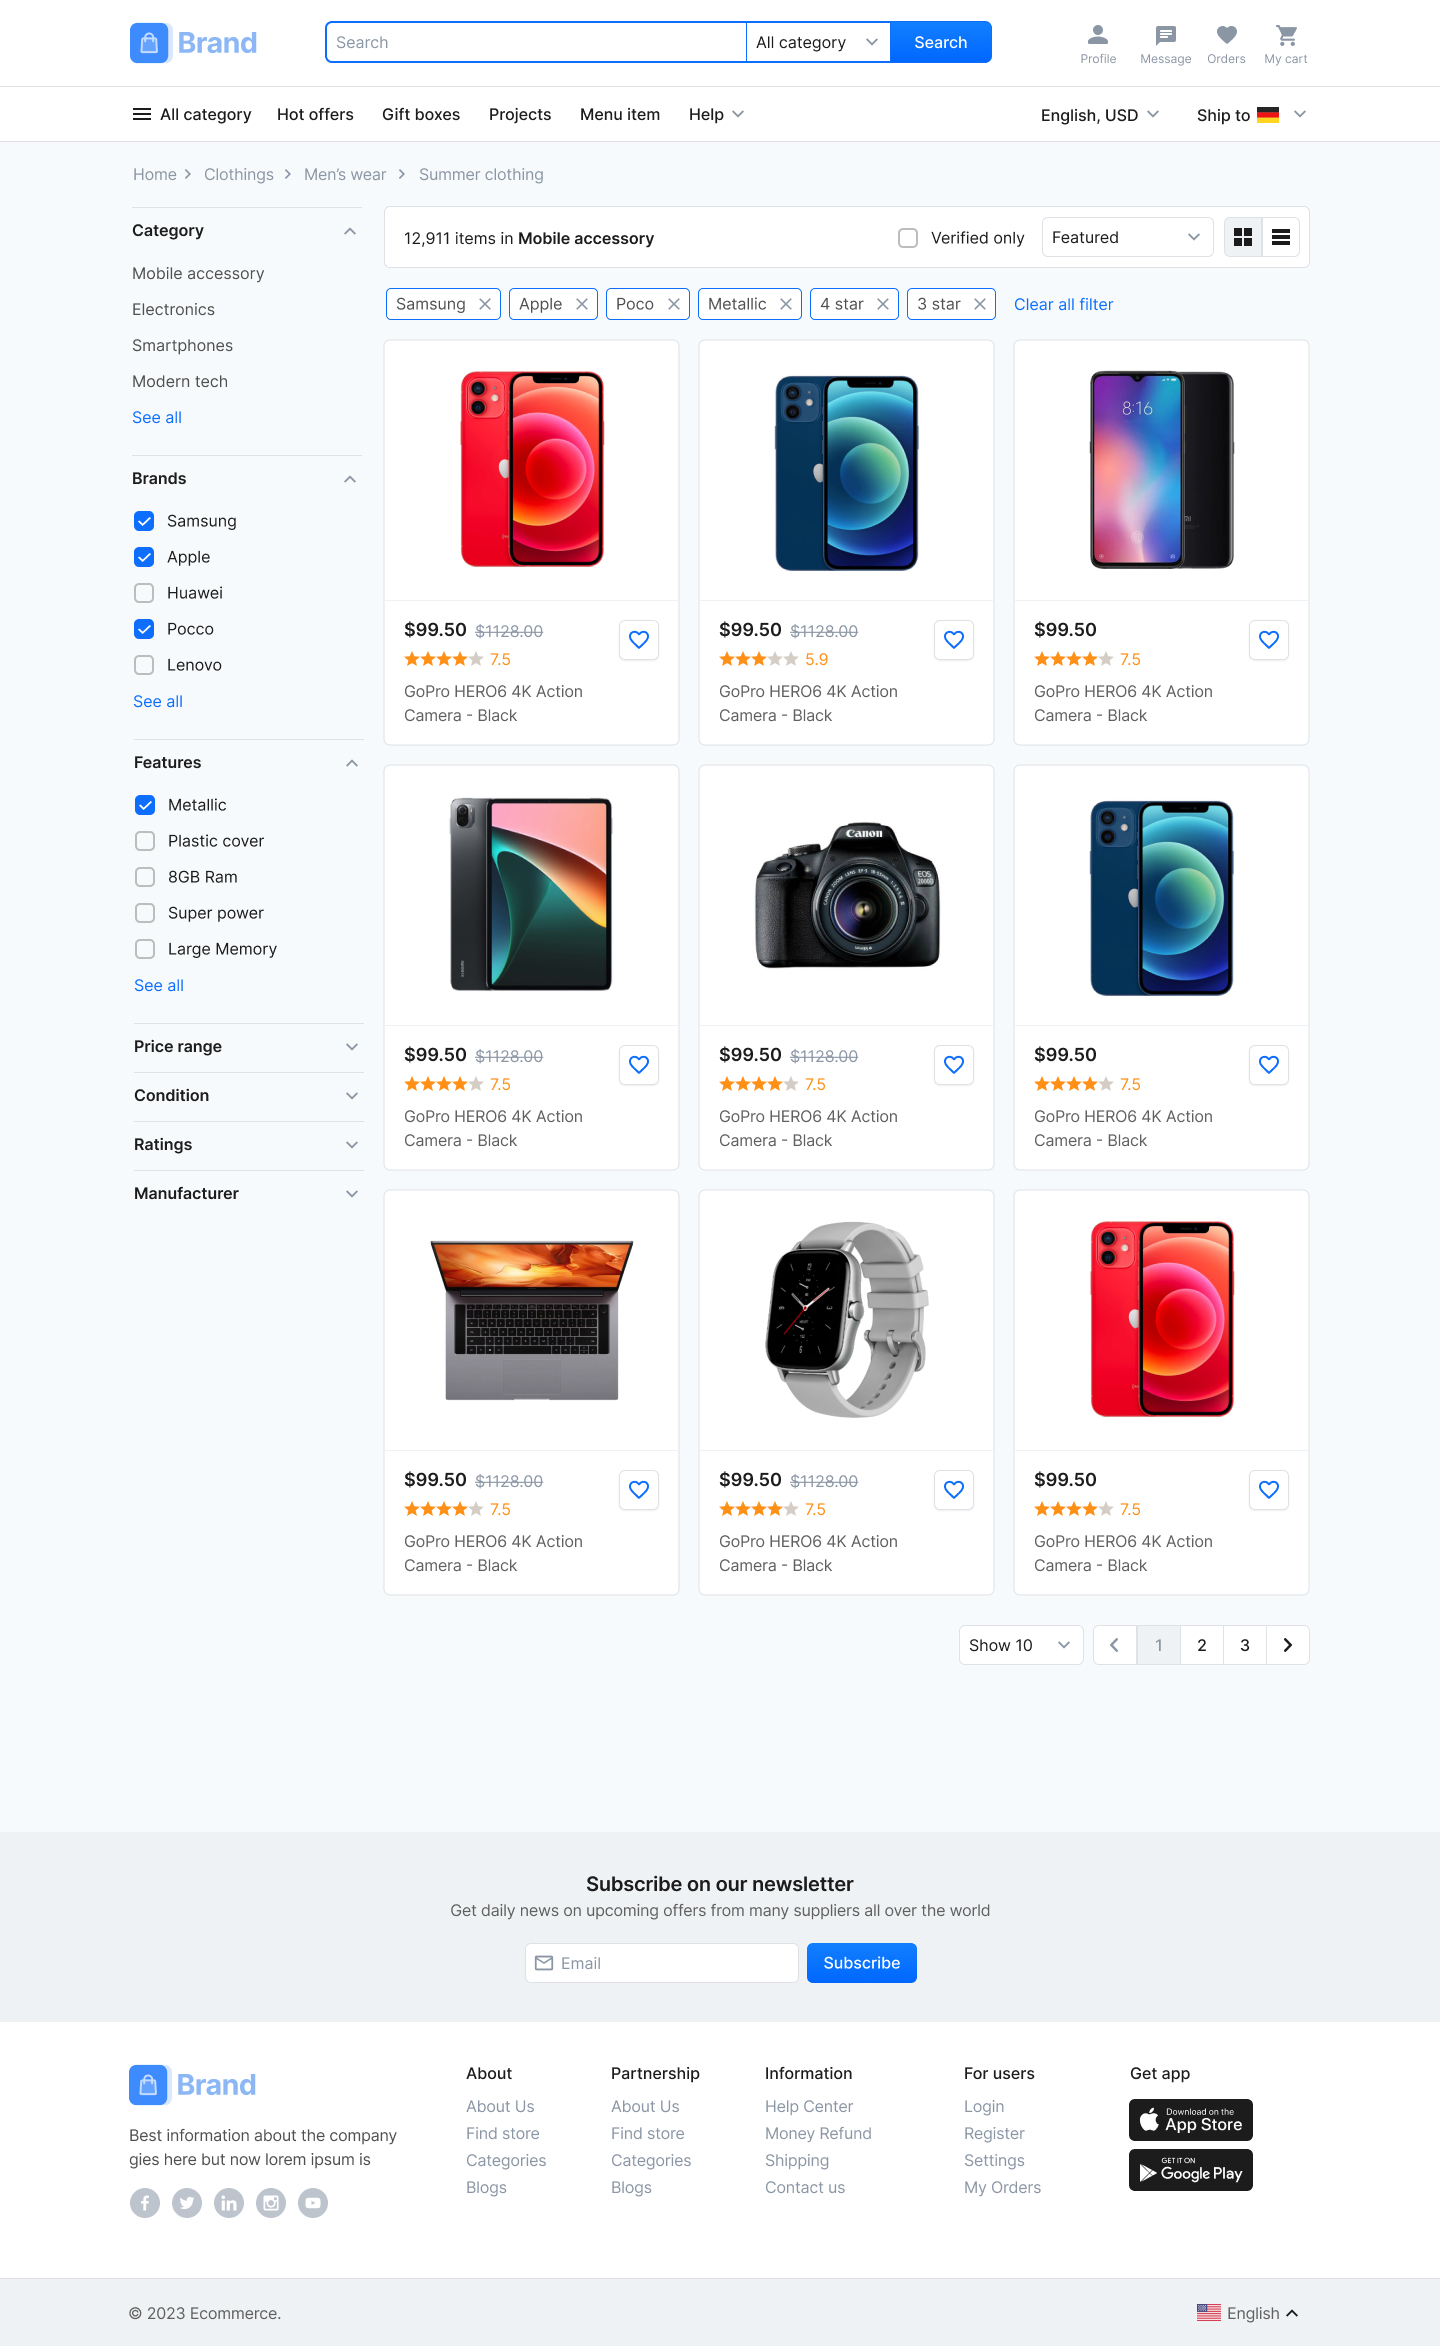 Brand
Search
All category
Search
Profile
Message
Orders
My cart
All category
Hot offers
Gift boxes
Projects
Menu item
Help
English, USD
Ship to
Home
Clothings
Men’s wear
Summer clothing
Category
Mobile accessory
Electronics
Smartphones
Modern tech
See all
Brands
Samsung
Apple
Huawei
Pocco
Lenovo
See all
Features
Metallic
Plastic cover
8GB Ram
Super power
Large Memory
See all
Price range
Condition
Ratings
Manufacturer
12,911 items in Mobile accessory
Verified only
Featured
Samsung
Apple
Poco
Metallic
4 star
3 star
Clear all filter
$99.50 $1128.00
7.5
GoPro HERO6 4K Action
Camera - Black
$99.50 $1128.00
5.9
GoPro HERO6 4K Action
Camera - Black
8:16
$99.50
7.5
GoPro HERO6 4K Action
Camera - Black
$99.50 $1128.00
7.5
GoPro HERO6 4K Action
Camera - Black
Canon
EOS
2000D
$99.50 $1128.00
7.5
GoPro HERO6 4K Action
Camera - Black
$99.50
7.5
GoPro HERO6 4K Action
Camera - Black
$99.50 $1128.00
7.5
GoPro HERO6 4K Action
Camera - Black
$99.50 $1128.00
7.5
GoPro HERO6 4K Action
Camera - Black
$99.50
7.5
GoPro HERO6 4K Action
Camera - Black
Show 10
1
2
3
Subscribe on our newsletter
Get daily news on upcoming offers from many suppliers all over the world
Email
Subscribe
Brand
Best information about the company
gies here but now lorem ipsum is
About
About Us
Find store
Categories
Blogs
Partnership
About Us
Find store
Categories
Blogs
Information
Help Center
Money Refund
Shipping
Contact us
For users
Login
Register
Settings
My Orders
Get app
Download on the
App Store
GET IT ON
Google Play
© 2023 Ecommerce.
English